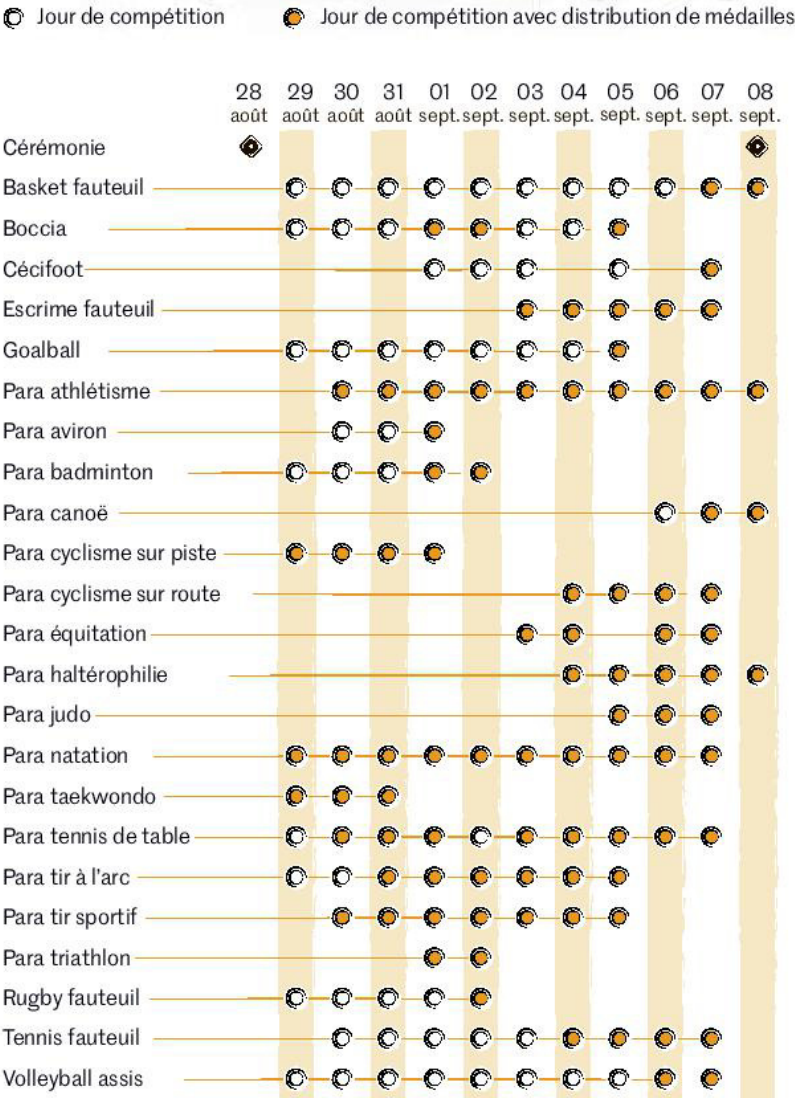 Jour de compétition Jour de compétition avec distribution de médailles
28 29 30 31 01 02 03 04 05 06 07 08
août août août août sept. sept. sept. sept. sept. sept. sept. sept.
Cérémonie
Basket fauteuil
Boccia
Cécifoot
Escrime fauteuil
Goalball
Para athlétisme
Para aviron
Para badminton
Para canoë
Para cyclisme sur piste
Para cyclisme sur route
Para équitation
Para haltérophilie
Para judo
Para natation
Para taekwondo
Para tennis de table
Para tir à l'arc
Para tir sportif
Para triathlon
Rugby fauteuil
Tennis fauteuil
Volleyball assis